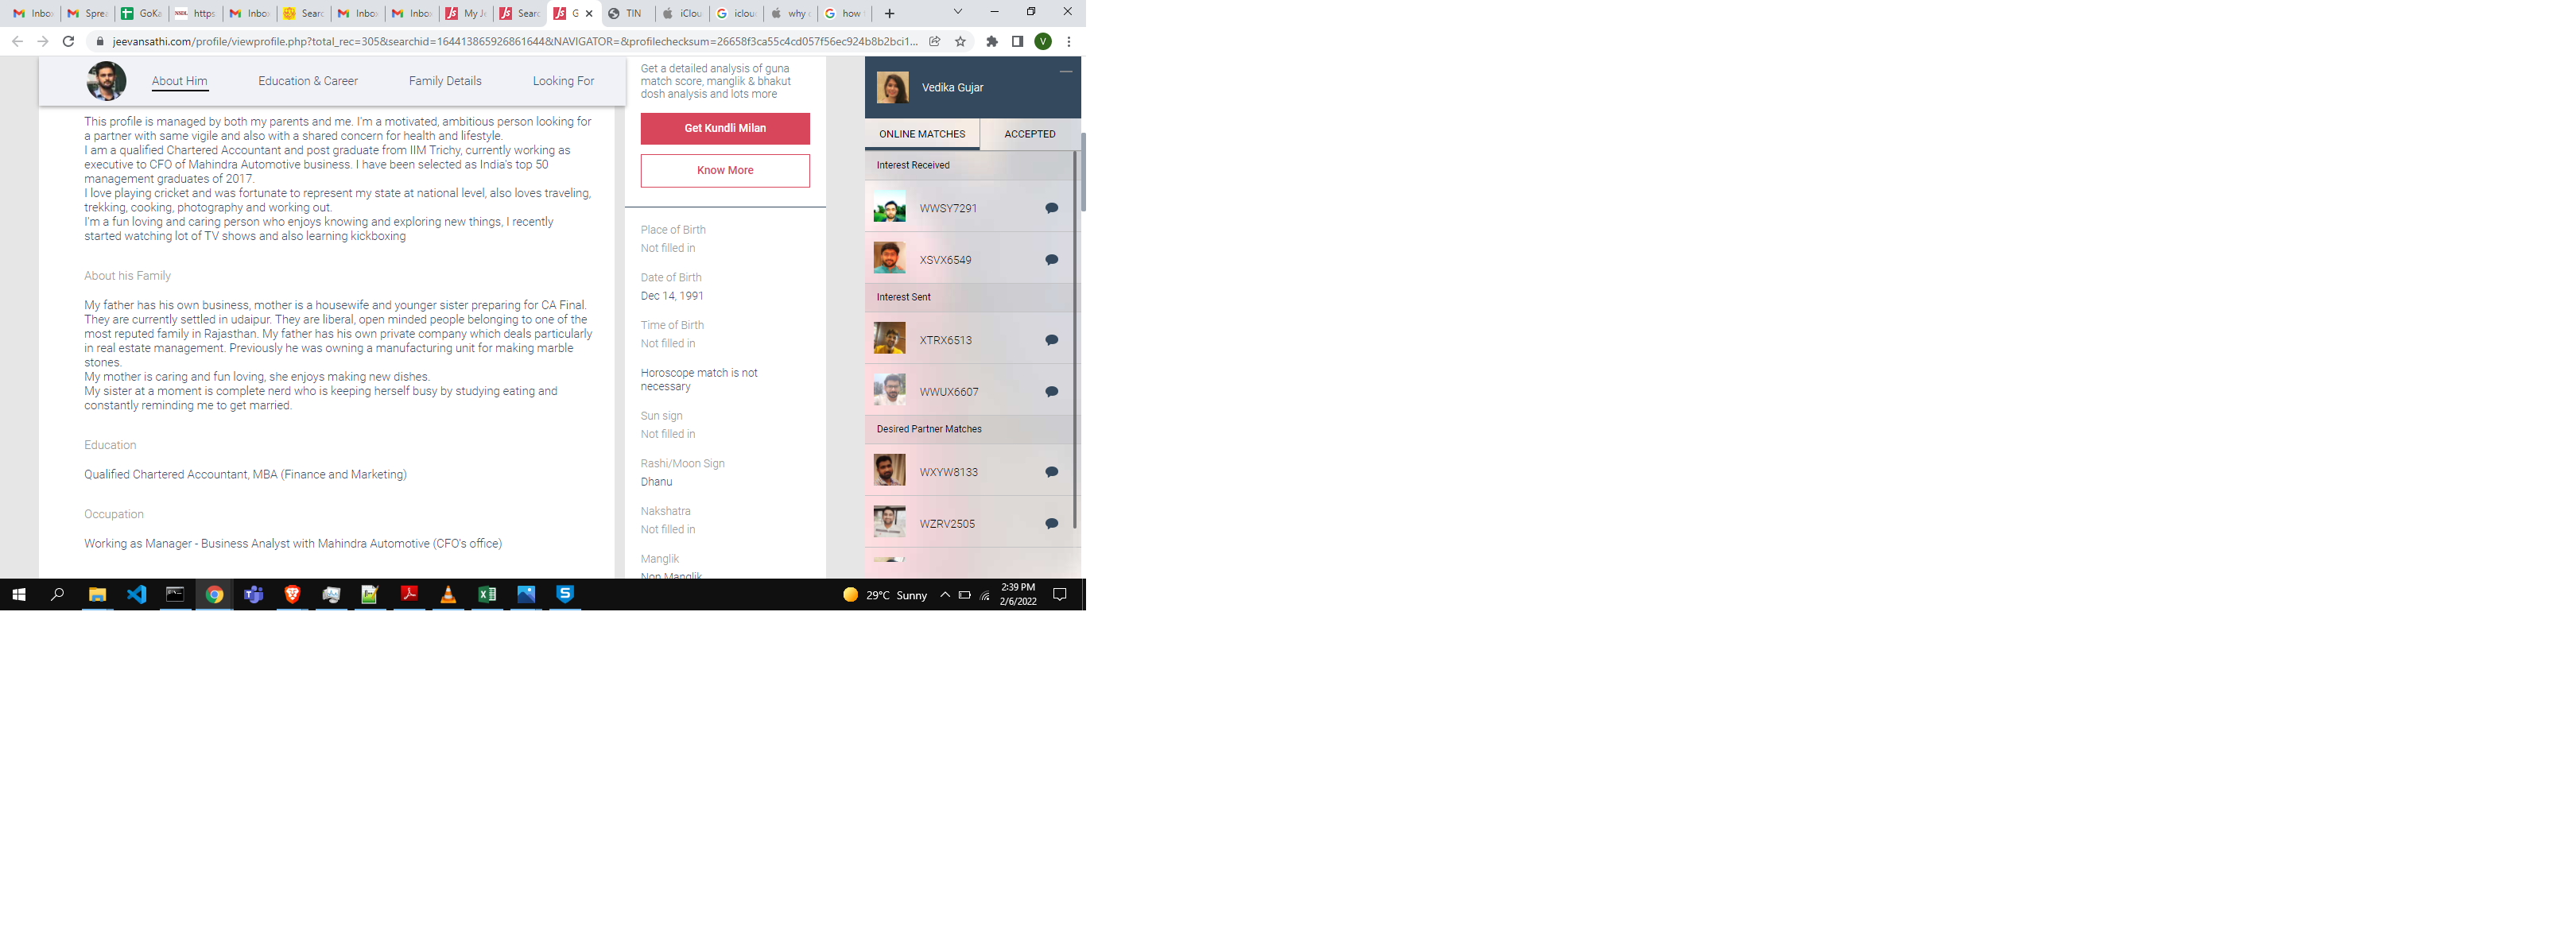 Inbo
Sprea
GoKa
https
Inbo
Searc
Inbo
Inbo
My Je
Searc
G
TIN
iClou
iclou
why a
how
jeevansathi.com/profile/viewprofile.php?total_rec=305&searchid=164413865926861644&NAVIGATOR=&profilechecksum=26658f3ca55c4cd057f56ec924b8b2bci1...
V
About Him
Education & Career
Family Details
Looking For
This profile is managed by both my parents and me. I'm a motivated, ambitious person looking for
a partner with same vigile and also with a shared concern for health and lifestyle.
I am a qualified Chartered Accountant and post graduate from IIM Trichy, currently working as
executive to CFO of Mahindra Automotive business. I have been selected as India's top 50
management graduates of 2017.
I love playing cricket and was fortunate to represent my state at national level, also loves traveling,
trekking, cooking, photography and working out.
I'm a fun loving and caring person who enjoys knowing and exploring new things, I recently
started watching lot of TV shows and also learning kickboxing
About his Family
My father has his own business, mother is a housewife and younger sister preparing for CA Final.
They are currently settled in udaipur. They are liberal, open minded people belonging to one of the
most reputed family in Rajasthan. My father has his own private company which deals particularly
in real estate management. Previously he was owning a manufacturing unit for making marble
stones.
My mother is caring and fun loving, she enjoys making new dishes.
My sister at a moment is complete nerd who is keeping herself busy by studying eating and
constantly reminding me to get married.
Education
Qualified Chartered Accountant, MBA (Finance and Marketing)
Occupation
Working as Manager - Business Analyst with Mahindra Automotive (CFO's office)
Get a detailed analysis of guna
match score, manglik & bhakut
dosh analysis and lots more
Get Kundli Milan
Know More
Place of Birth
Not filled in
Date of Birth
Dec 14, 1991
Time of Birth
Not filled in
Horoscope match is not
necessary
Sun sign
Not filled in
Rashi/Moon Sign
Dhanu
Nakshatra
Not filled in
Manglik
Non Manglik
Vedika Gujar
ONLINE MATCHES
ACCEPTED
Interest Received
WWSY7291
XSVX6549
Interest Sent
XTRX6513
WWUX6607
Desired Partner Matches
WXYW8133
WZRV2505
29°C Sunny
2:39 PM
2/6/2022